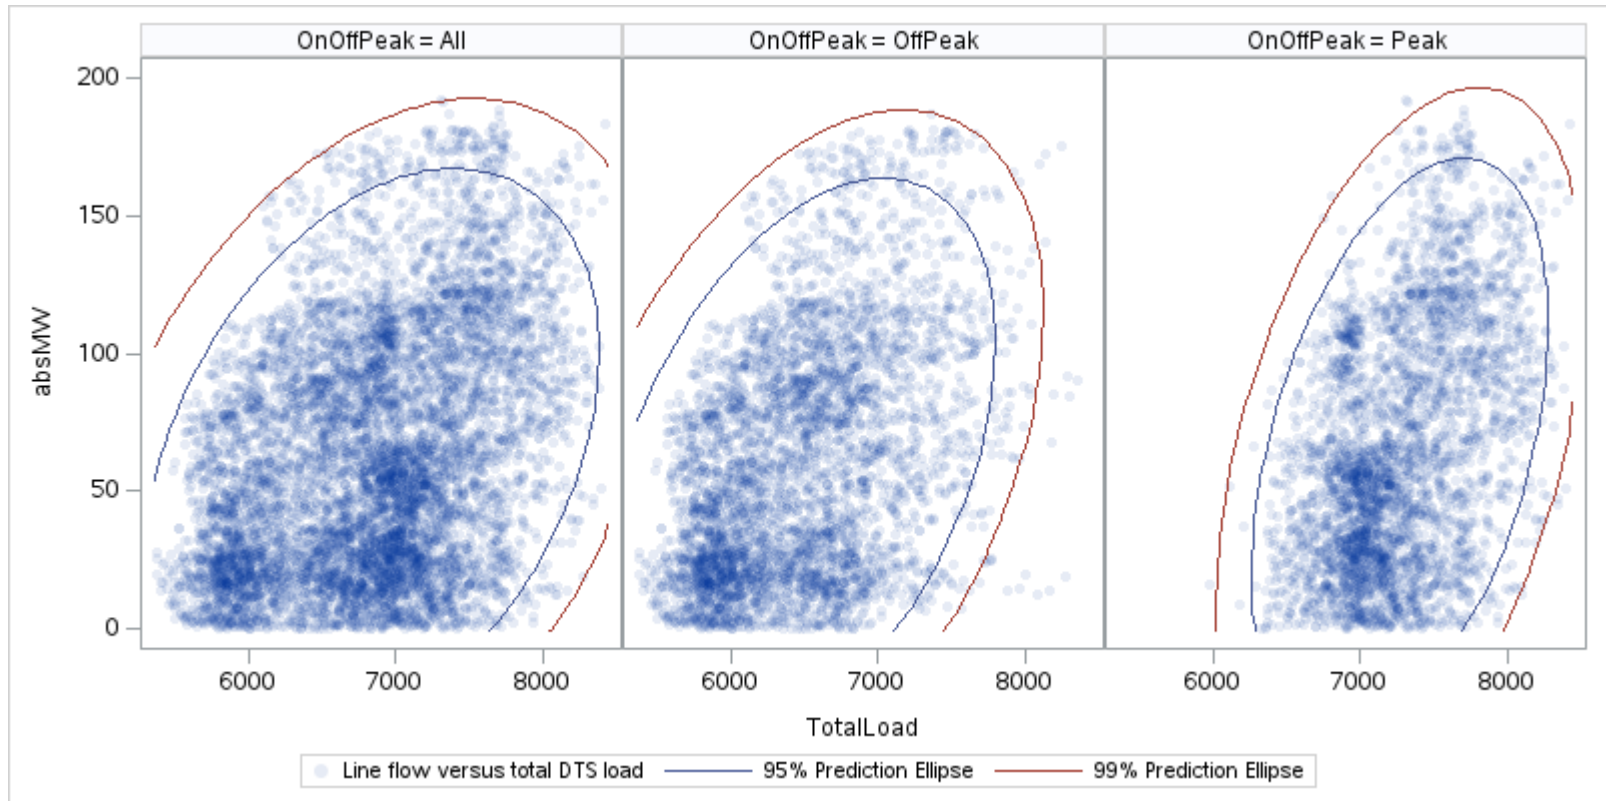 OnOffPeak = All
OnOffPeak = OffPeak
OnOffPeak = Peak
200
150
100
50
0
absMW
6000 7000 8000
6000 7000 8000
6000 7000 8000
TotalLoad
Line flow versus total DTS load
95% Prediction Ellipse
99% Prediction Ellipse